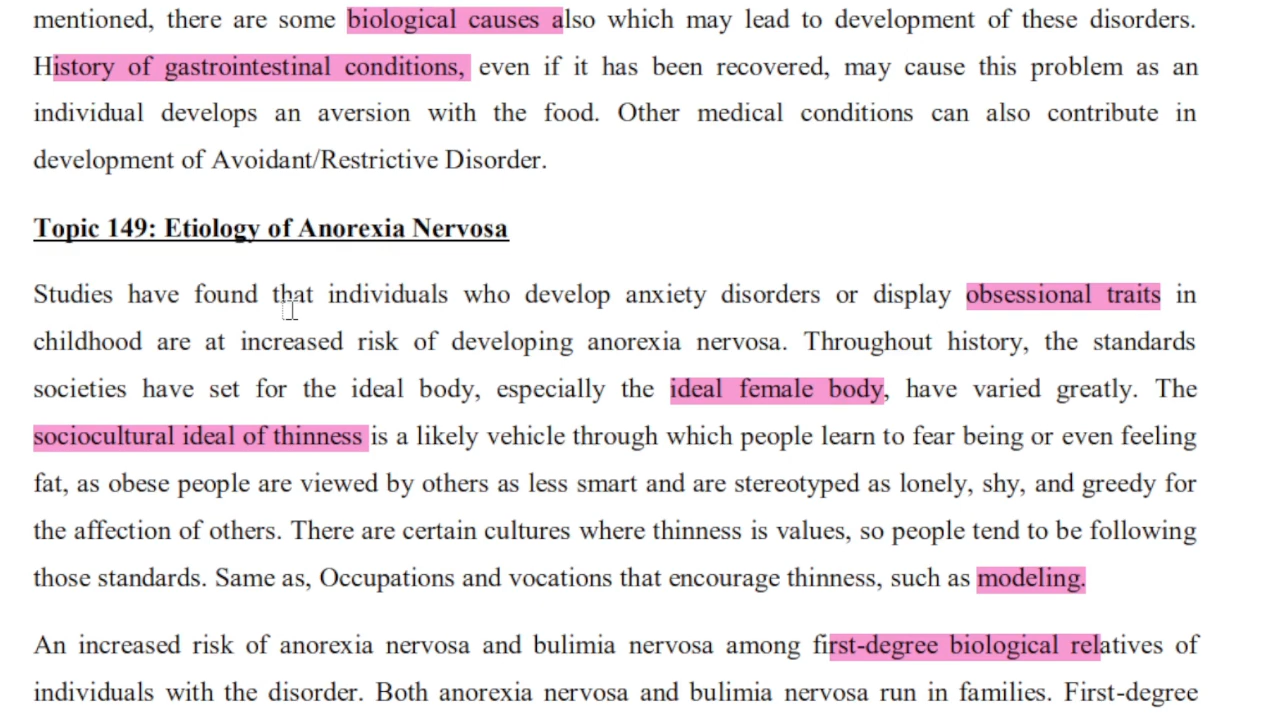 mentioned, there are some biological causes also which may lead to development of these disorders.
History of gastrointestinal conditions, even if it has been recovered, may cause this problem as an
individual develops an aversion with the food. Other medical conditions can also contribute in
development of Avoidant/Restrictive Disorder.
Topic 149: Etiology of Anorexia Nervosa
Studies have found that individuals who develop anxiety disorders or display obsessional traits in
childhood are at increased risk of developing anorexia nervosa. Throughout history, the standards
societies have set for the ideal body, especially the ideal female body, have varied greatly. The
sociocultural ideal of thinness is a likely vehicle through which people learn to fear being or even feeling
fat, as obese people are viewed by others as less smart and are stereotyped as lonely, shy, and greedy for
the affection of others. There are certain cultures where thinness is values, so people tend to be following
those standards. Same as, Occupations and vocations that encourage thinness, such as modeling.
An increased risk of anorexia nervosa and bulimia nervosa among first-degree biological relatives of
individuals with the disorder. Both anorexia nervosa and bulimia nervosa run in families. First-degree